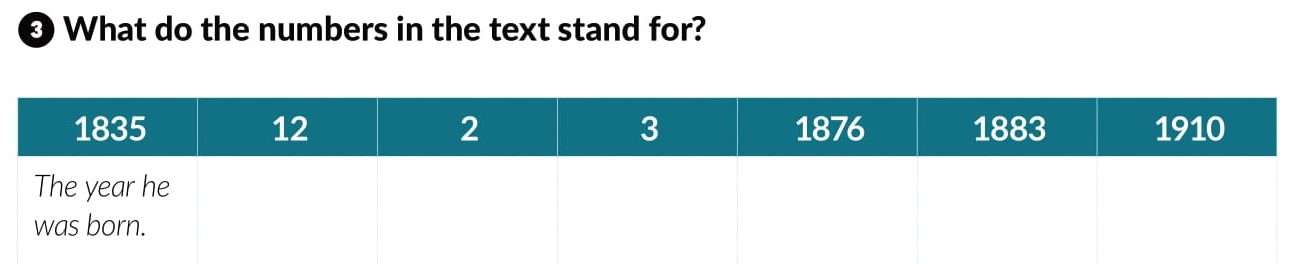 3 What do the numbers in the text stand for?
1835 12 2 3 1876 1883 1910
The year he
was born.